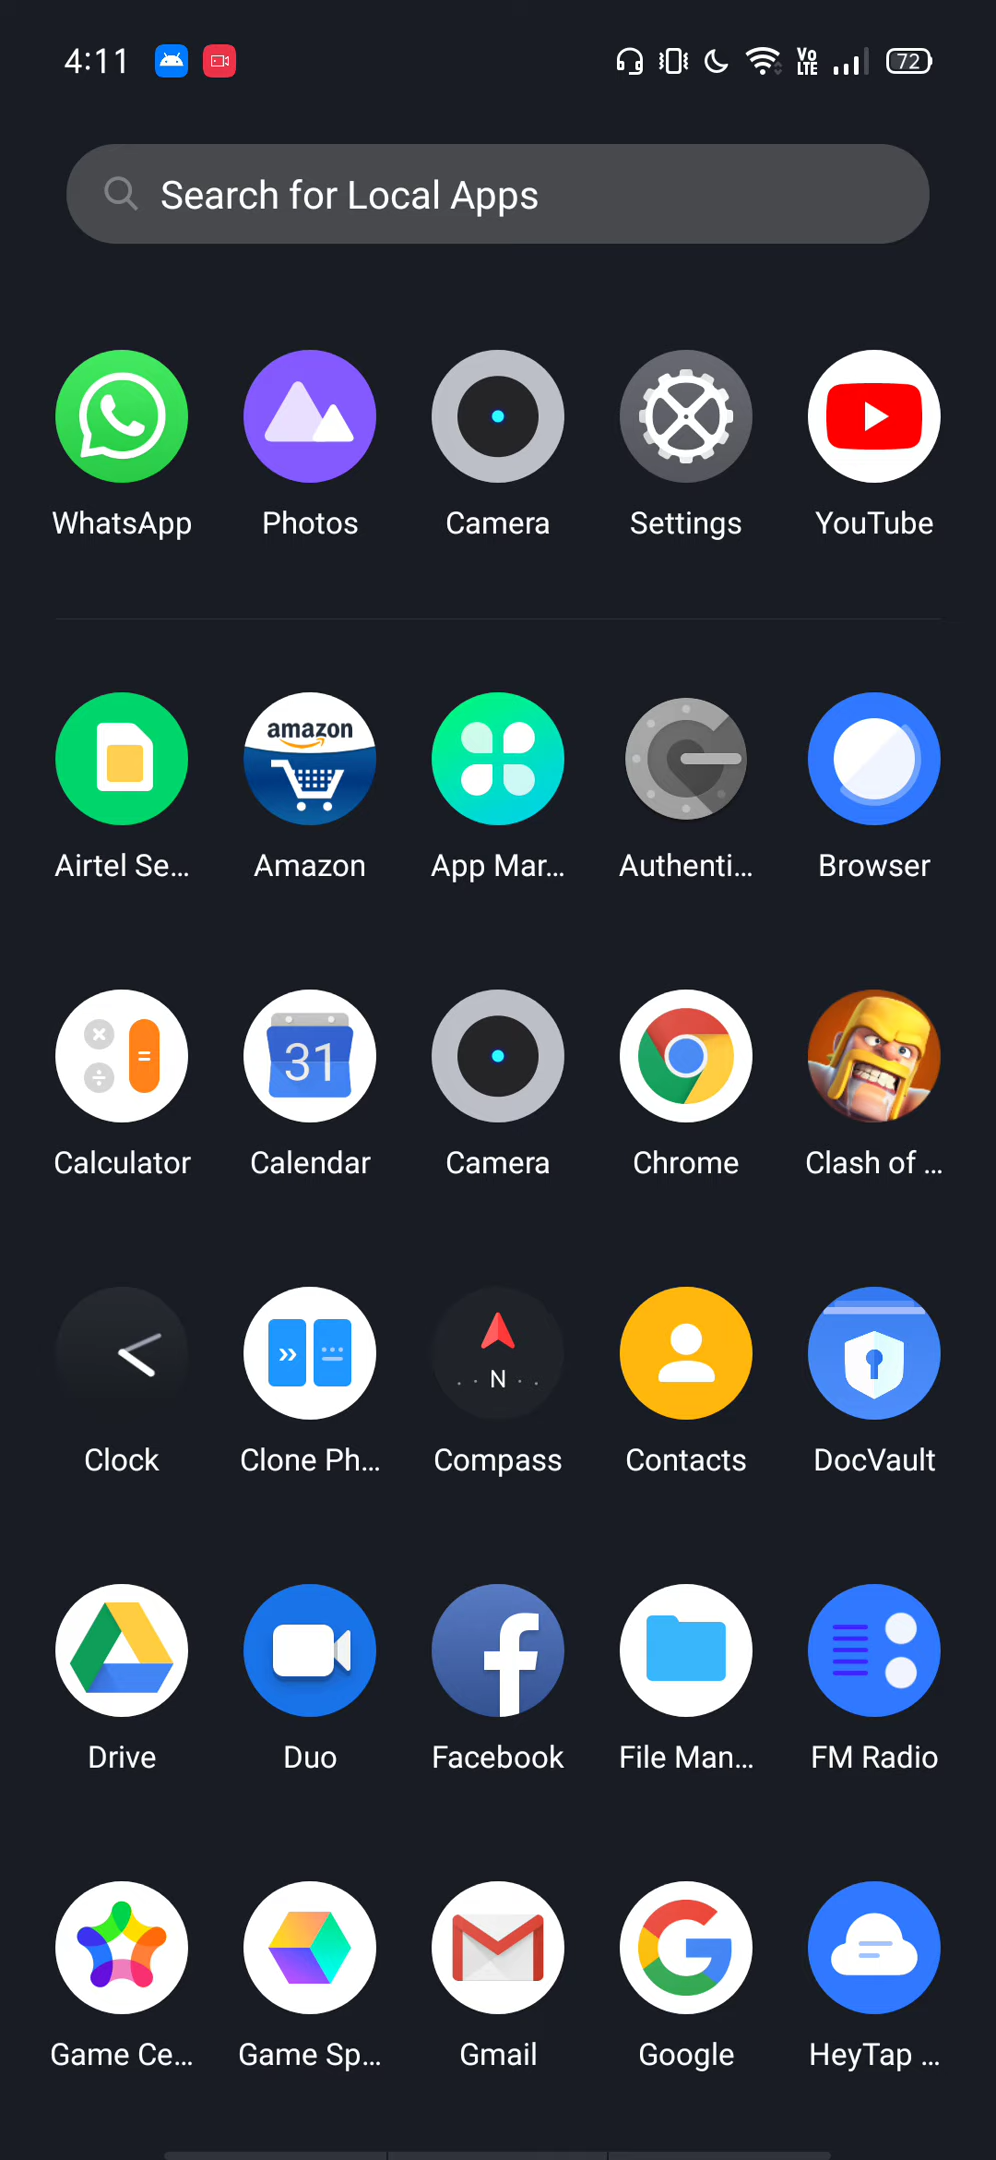 4:11 Vo LTE 72
Search for Local Apps
WhatsApp Photos Camera Settings YouTube
amazon
Airtel Se... Amazon App Mar... Authenti... Browser
31
Calculator Calendar Camera Chrome Clash of ...
N
Clock Clone Ph... Compass Contacts DocVault
Drive Duo Facebook File Man... FM Radio
Game Ce... Game Sp... Gmail Google HeyTap ...